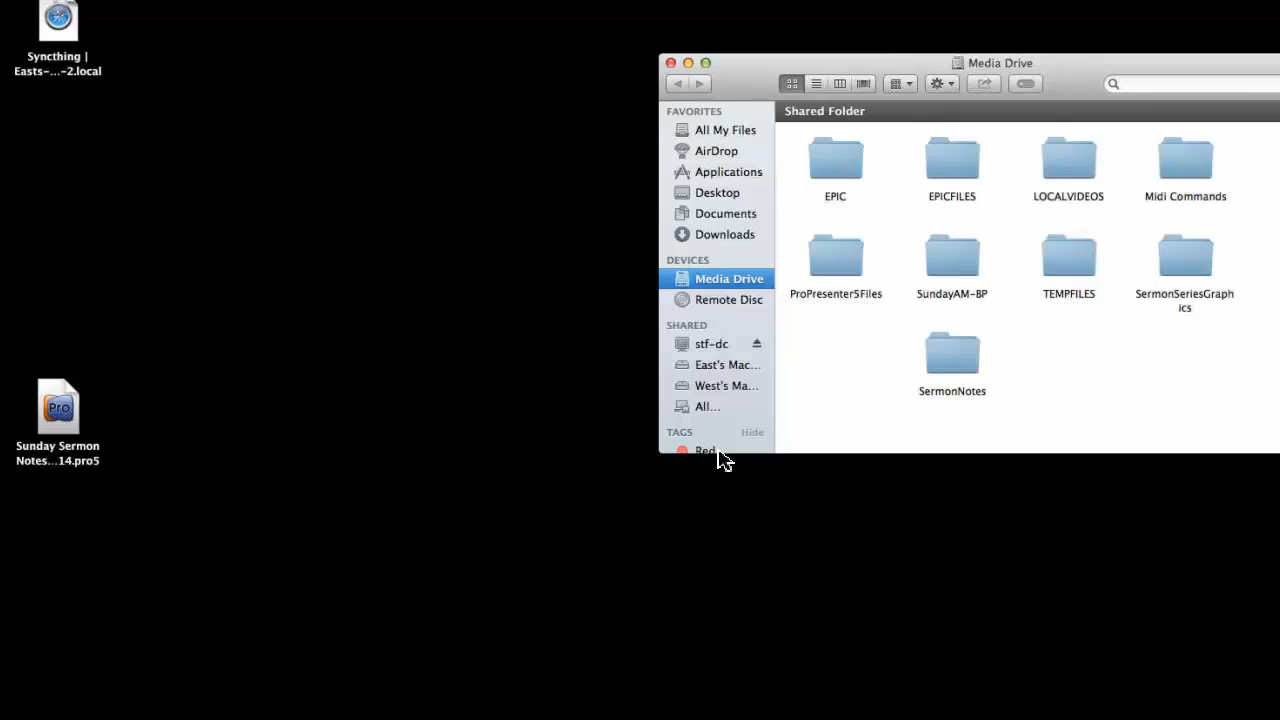 Syncthing |
Easts-...-2.local
Media Drive
FAVORITES
Shared Folder
All My Files
AirDrop
Applications
Desktop
Documents
Downloads
DEVICES
Media Drive
Remote Disc
SHARED
stf-dc
East's Mac...
West's Ma...
All...
TAGS Hide
Red
EPIC
EPICFILES
LOCALVIDEOS
Midi Commands
ProPresenter5Files
SundayAM-BP
TEMPFILES
SermonSeriesGraph
ics
SermonNotes
Pro
Sunday Sermon
Notes...14.pro5